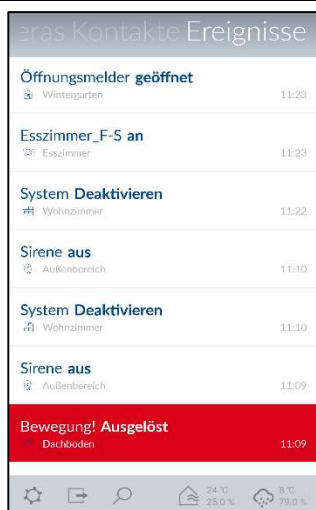 eras Kontakte Ereignisse
Öffnungsmelder geöffnet
Wintergarten 11:23
Esszimmer_F-S an
Esszimmer 11:23
System Deaktivieren
Wohnzimmer 11:22
Sirene aus
Außenbereich 11:10
System Deaktivieren
Wohnzimmer 11:10
Sirene aus
Außenbereich 11:09
Bewegung! Ausgelöst
Dachboden 11:09
24 °C 8 °C
25.0 % 79.0 %